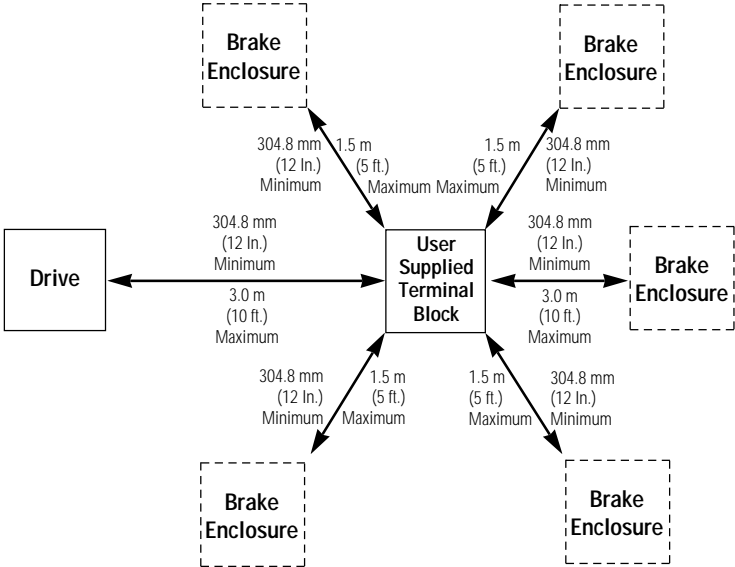 Brake
Enclosure
Brake
Enclosure
304.8 mm
(12 In.)
Minimum
1.5 m
(5 ft.)
Maximum
1.5 m
(5 ft.)
Maximum
304.8 mm
(12 In.)
Minimum
Drive
304.8 mm
(12 In.)
Minimum
3.0 m
(10 ft.)
Maximum
User
Supplied
Terminal
Block
304.8 mm
(12 In.)
Minimum
3.0 m
(10 ft.)
Maximum
Brake
Enclosure
304.8 mm
(12 In.)
Minimum
1.5 m
(5 ft.)
Maximum
1.5 m
(5 ft.)
Maximum
304.8 mm
(12 In.)
Minimum
Brake
Enclosure
Brake
Enclosure